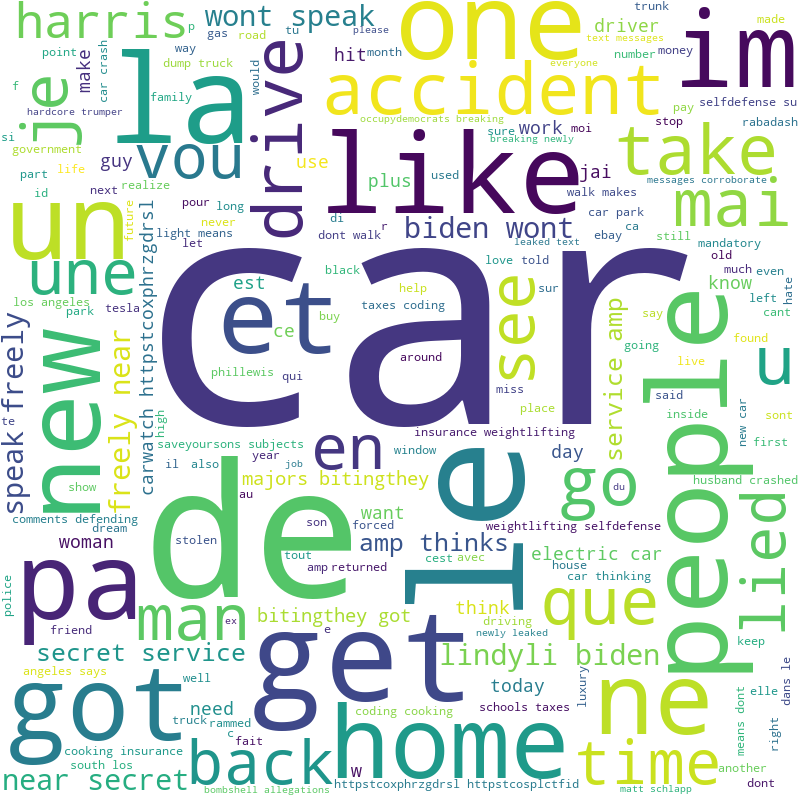 harris
wont speak
one
im
p
way
gas
road
tu
please
trunk
made
driver
text messages
everyone
point
car crash
make
dump truck
hit
month
would
number
money
f
hardcore trumper
family
la
drive
accident
selfdefense su
je
occupydemocrats breaking
pay
stop
si
government
guy
vou
use
like
breaking newly
sure
work
moi
rabadash
take
part
life
id
next
realize
plus
used
jai
walk makes
messages corroborate
mai
un
future
never
pour
long
light means
let
di
r
dont walk
biden wont
car park
ebay
ca
still
mandatory
une
car
leaked text
love told
sur
old
much
even
los angeles
park
tesla
carwatch httpstcoxphrzgdrsl
est
et
black
taxes coding
help
see
know
left
cant
hate
u
speak freely
new
freely near
ce
buy
phillewis
qui
around
miss
place
service amp
going
say
live
found
people
said
sont
te
high
saveyoursons subjects
il
also
year
job
en
window
insurance weightlifting
day
inside
new car
first
show
au
majors bitingthey
le
go
husband crashed
comments defending
dream
de
son
forced
want
du
weightlifting selfdefense
plied
woman
stolen
amp
returned
tout
amp thinks
cest
avec
electric car
house
car thinking
police
pa
friend
man
ex
bitingthey got
e
think
driving
newly leaked
que
keep
secret service
get
lindyli biden
elle
dans le
angeles says
well
got
need
today
luxury
ne
means dont
right
truck
rammed
c
coding cooking
schools taxes
cooking insurance
south los
fait
back
home
time
another
near secret
w
httpstcoxphrzgdrsl httpstcosplctfid
dont
bombshell allegations
matt schlapp